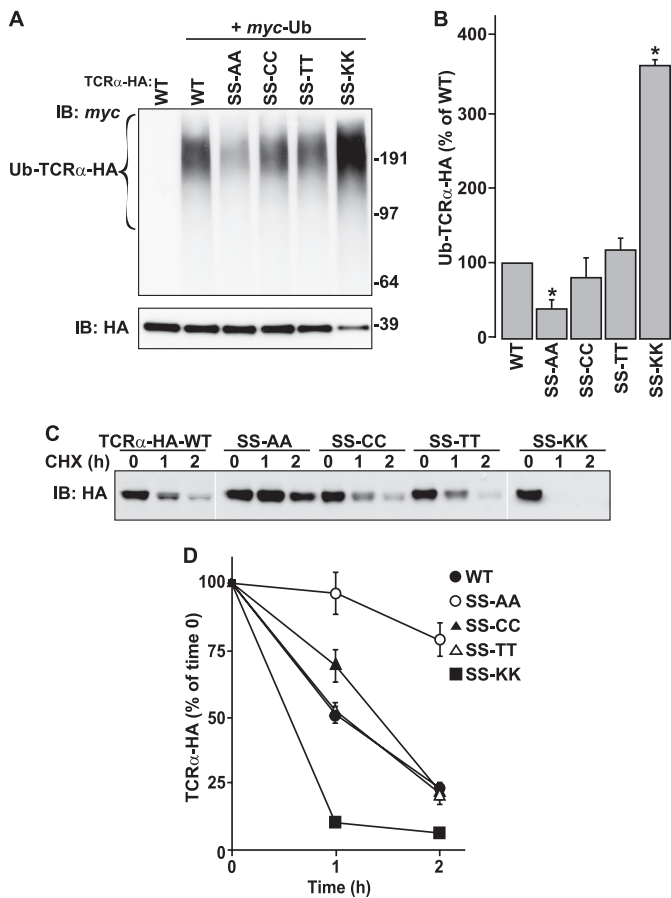 A
+ myc-Ub
TCRα-HA: WT WT SS-AA SS-CC SS-TT SS-KK
IB: myc
Ub-TCRα-HA
-191
-97
-64
IB: HA
-39
B
Ub-TCRα-HA (% of WT)
400
300
200
100
0
*
*
WT SS-AA SS-CC SS-TT SS-KK
C
TCRα-HA-WT SS-AA SS-CC SS-TT SS-KK
CHX (h) 0 1 2 0 1 2 0 1 2 0 1 2 0 1 2
IB: HA
D
TCRα-HA (% of time 0)
100
75
50
25
0
WT
SS-AA
SS-CC
SS-TT
SS-KK
0 1 2
Time (h)